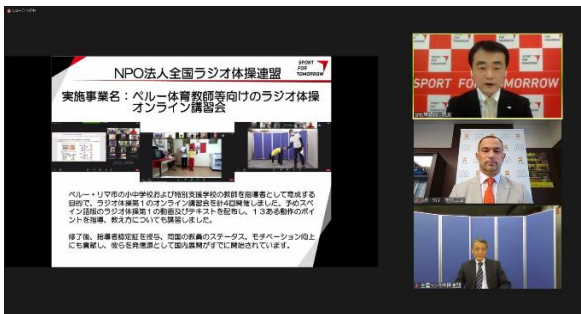 NPO法人全国ラジオ体操連盟
SPORT
FOR
TOMORROW
実施事業名：ペルー体育教師等向けのラジオ体操
オンライン講習会
ペルー・リマ市の小中学校および特別支援学校の教師を指導者として育成する
目的で、ラジオ体操第1のオンライン講習会を計4回開催しました。予めスペ
イン語版のラジオ体操第1の動画及びテキストを配布し、13ある動作のポイ
ントを指導、教え方についても講習しました。
修了後、指導者認定証を授与、同国の教員のステータス、モチベーション向上
にも貢献し、彼らを発信源として国内展開がすでに開始されています。
SPORT FOR TOMORROW
全国ラジオ体操連盟